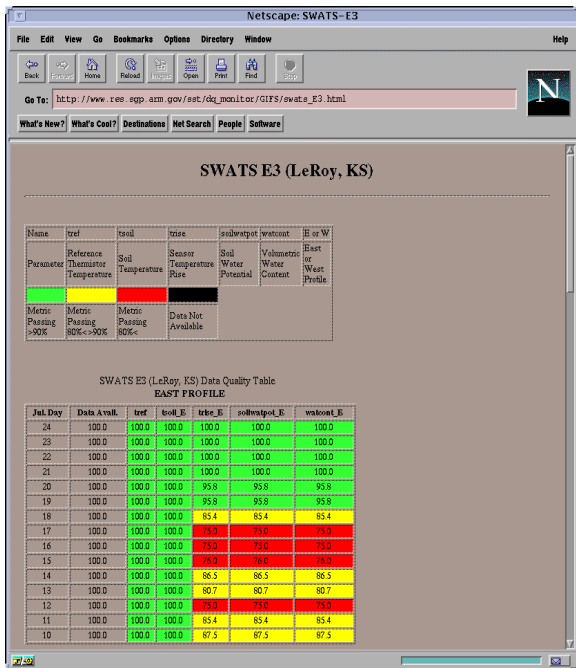 Netscape: SWATS-E3
File Edit View Go Bookmarks Options Directory Window Help
Back Forward Home Reload Images Open Print Find Stop
Go To: http://www.res.sgp.arm.gov/sst/dq_monitor/GIFS/swats_E3.html
N
What's New? What's Cool? Destinations Net Search People Software
SWATS E3 (LeRoy, KS)
Name tref tsoil trise soilwatpot watcont E or W
Parameter Reference Thermistor Temperature Soil Temperature Sensor Temperature Rise Soil Water Potential Volumetric Water Content East or West Profile
Metric Passing >90% Metric Passing 80%<>90% Metric Passing 80%< Data Not Available
SWATS E3 (LeRoy, KS) Data Quality Table
EAST PROFILE
Jul. Day Data Avail. tref tsoil_E trise_E soilwatpot_E watcont_E
24 100.0 100.0 100.0 100.0 100.0 100.0
23 100.0 100.0 100.0 100.0 100.0 100.0
22 100.0 100.0 100.0 100.0 100.0 100.0
21 100.0 100.0 100.0 100.0 100.0 100.0
20 100.0 100.0 100.0 95.8 95.8 95.8
19 100.0 100.0 100.0 95.8 95.8 95.8
18 100.0 100.0 100.0 85.4 85.4 85.4
17 100.0 100.0 100.0 75.0 75.0 75.0
16 100.0 100.0 100.0 75.0 75.0 75.0
15 100.0 100.0 100.0 76.0 76.0 76.0
14 100.0 100.0 100.0 86.5 86.5 86.5
13 100.0 100.0 100.0 80.7 80.7 80.7
12 100.0 100.0 100.0 75.0 75.0 75.0
11 100.0 100.0 100.0 85.4 85.4 85.4
10 100.0 100.0 100.0 87.5 87.5 87.5